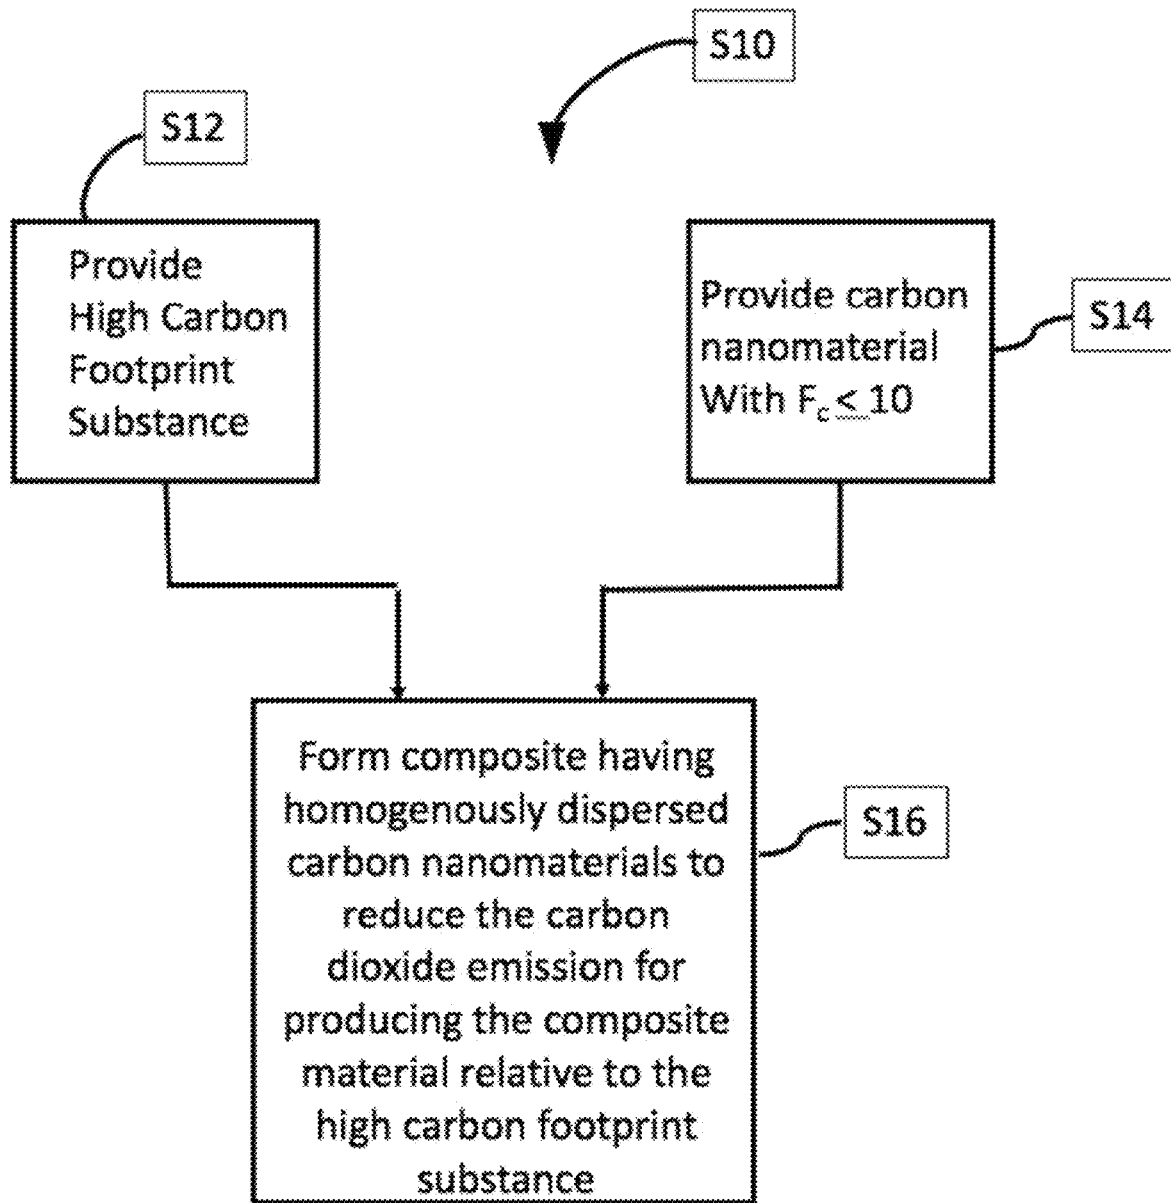 S10
S12
Provide
High Carbon
Footprint
Substance
Provide carbon
nanomaterial
With Fc < 10
S14
Form composite having
homogenously dispersed
carbon nanomaterials to
reduce the carbon
dioxide emission for
producing the composite
material relative to the
high carbon footprint
substance
S16